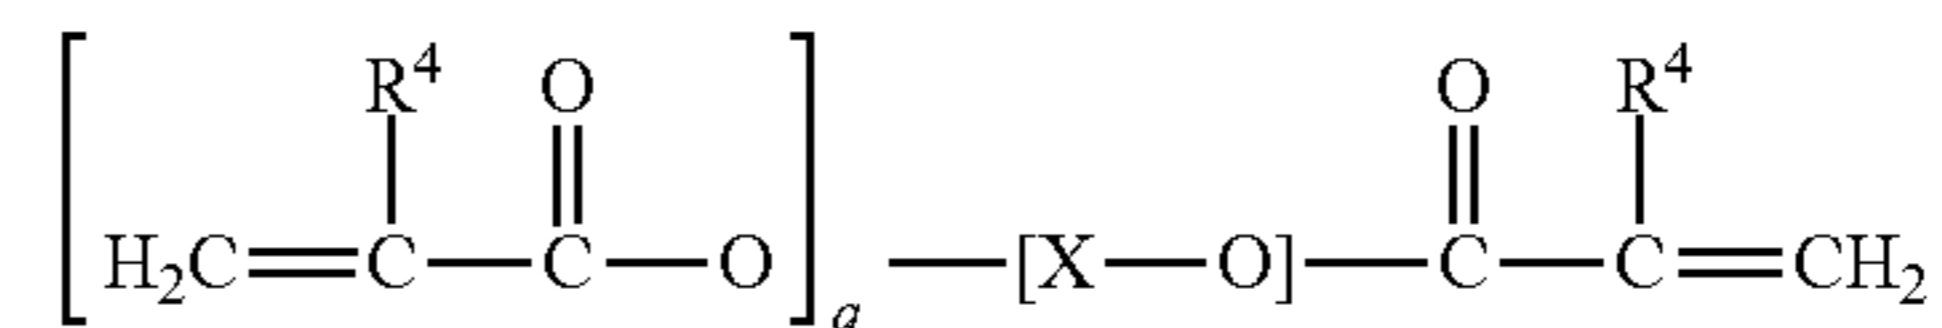 R⁴ O O R⁴
[H₂C=C—C—O]a—[X—O]—C—C=CH₂